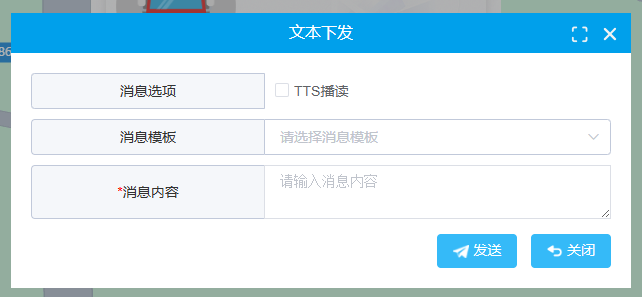 文本下发
86
消息选项
TTS播读
消息模板
请选择消息模板
*消息内容
请输入消息内容
发送
关闭